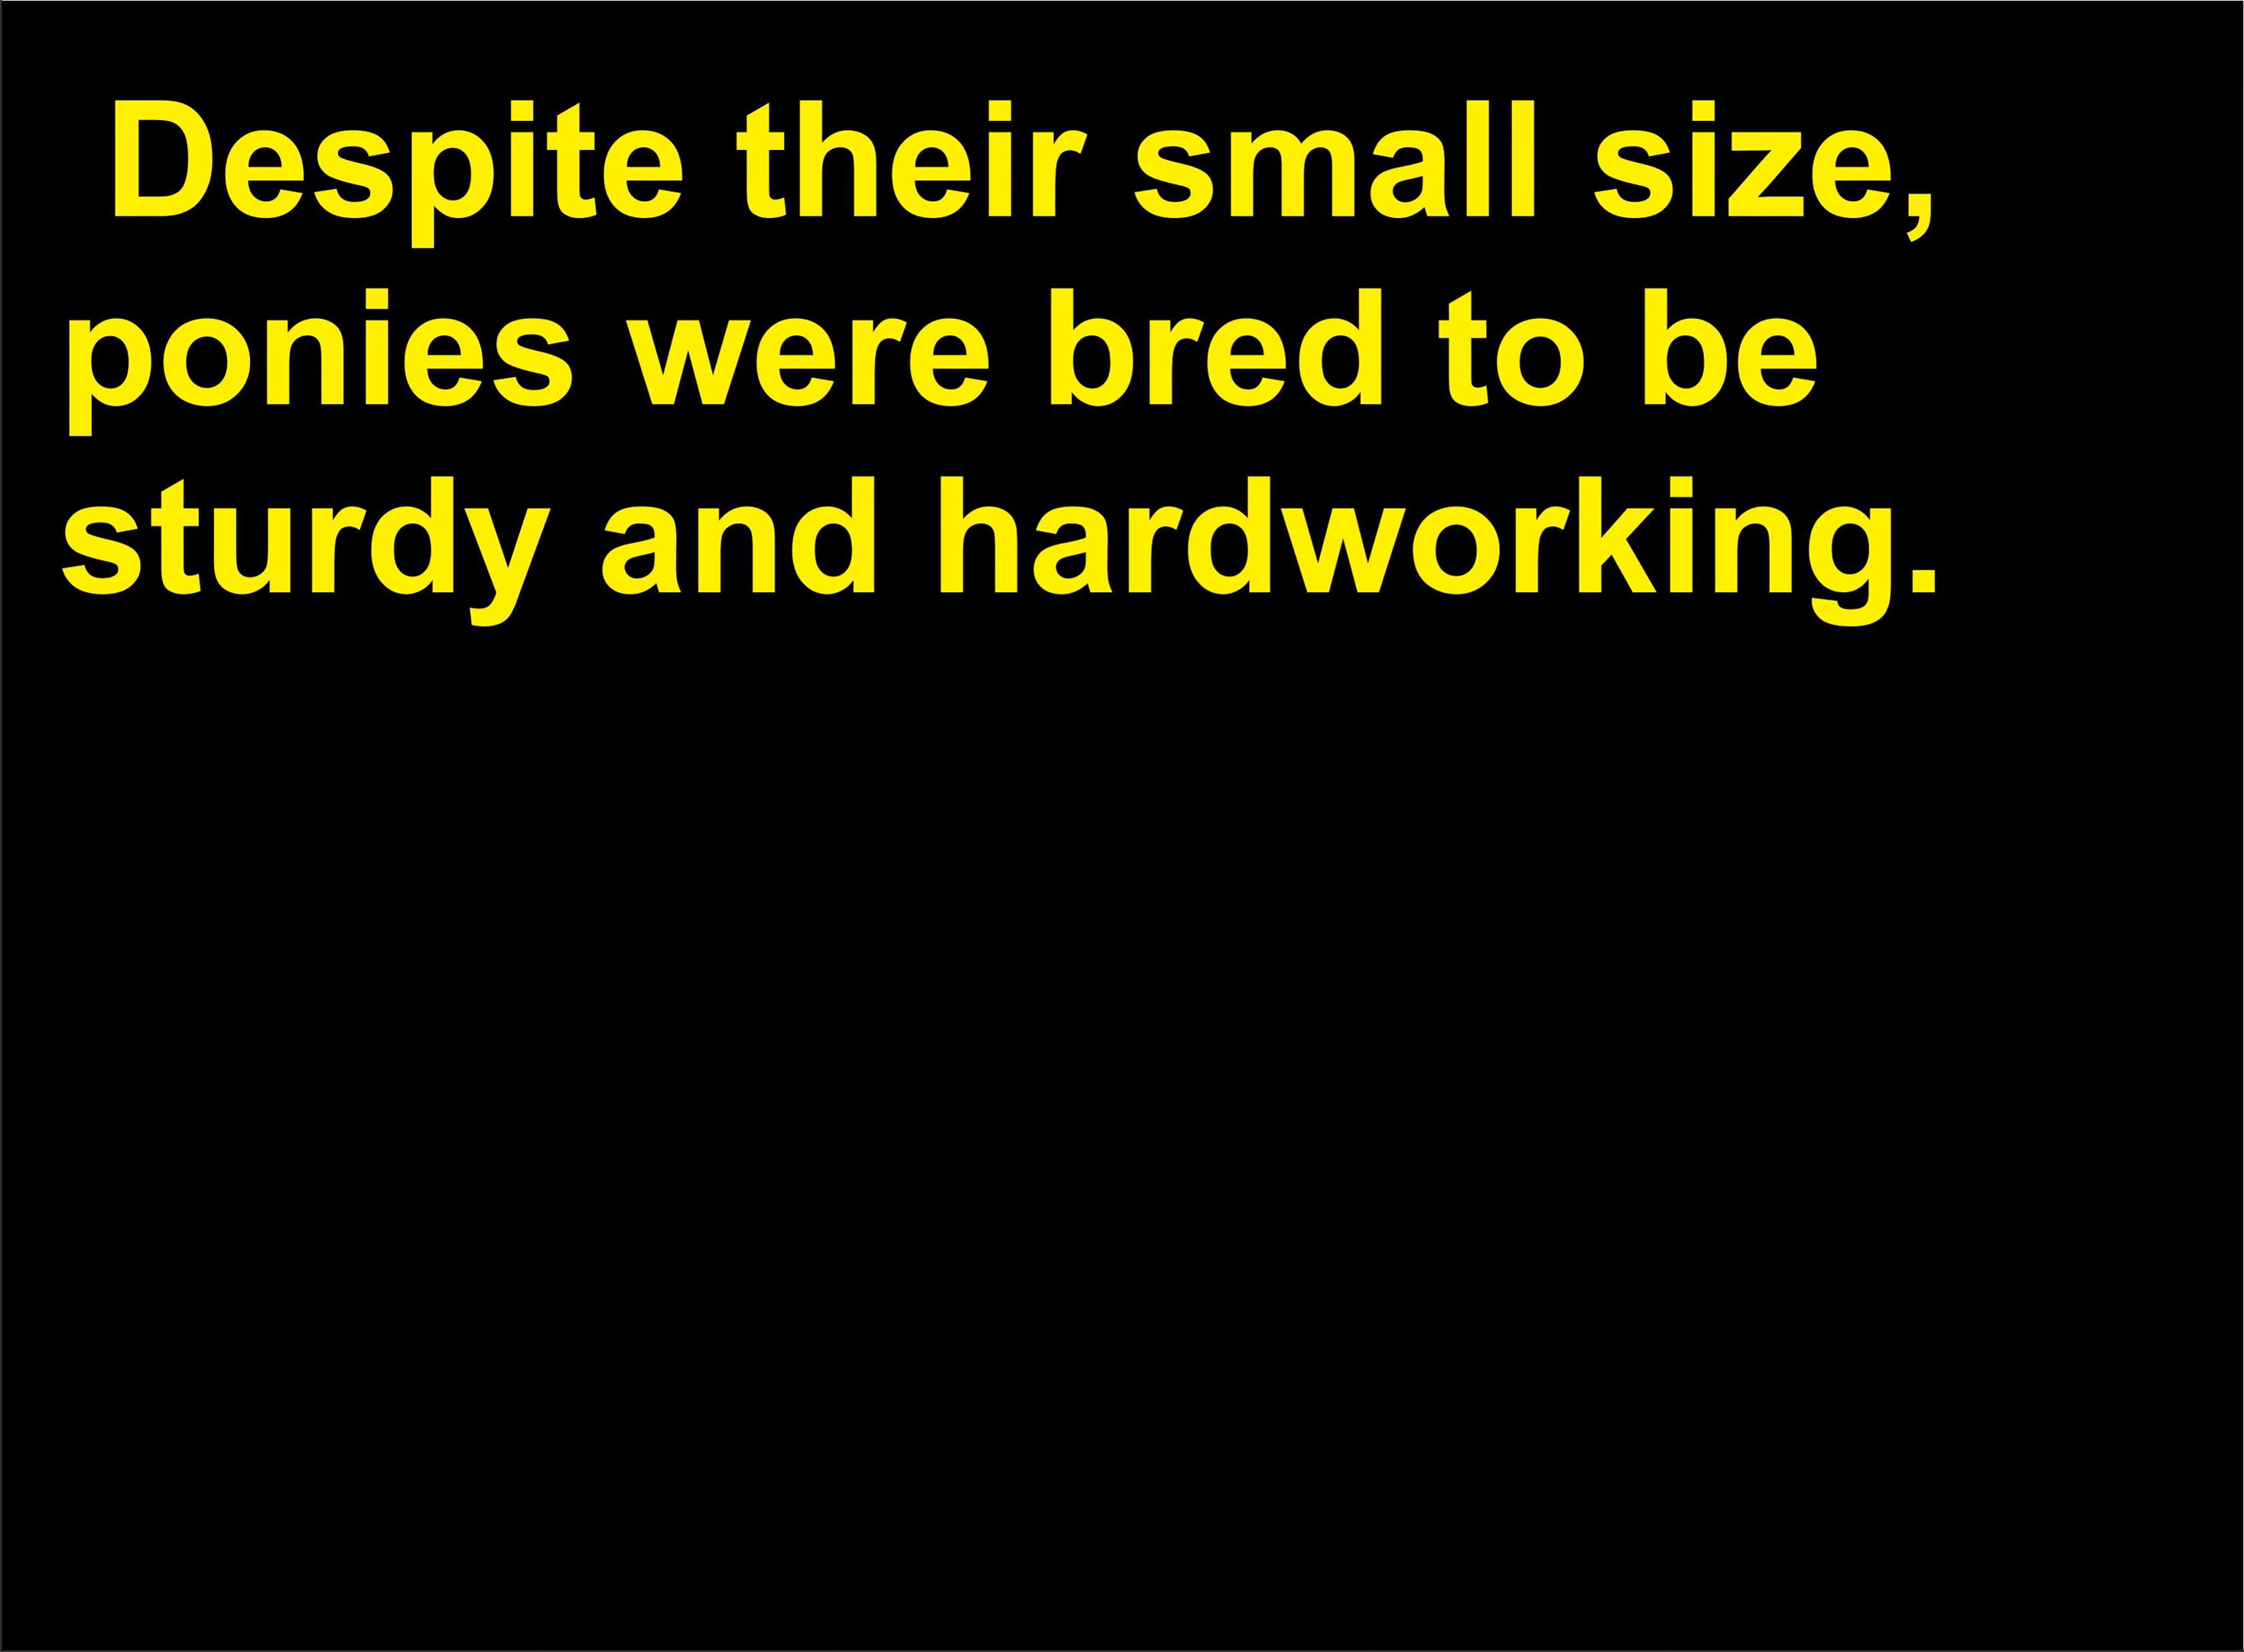 Despite their small size,
ponies were bred to be
sturdy and hardworking.